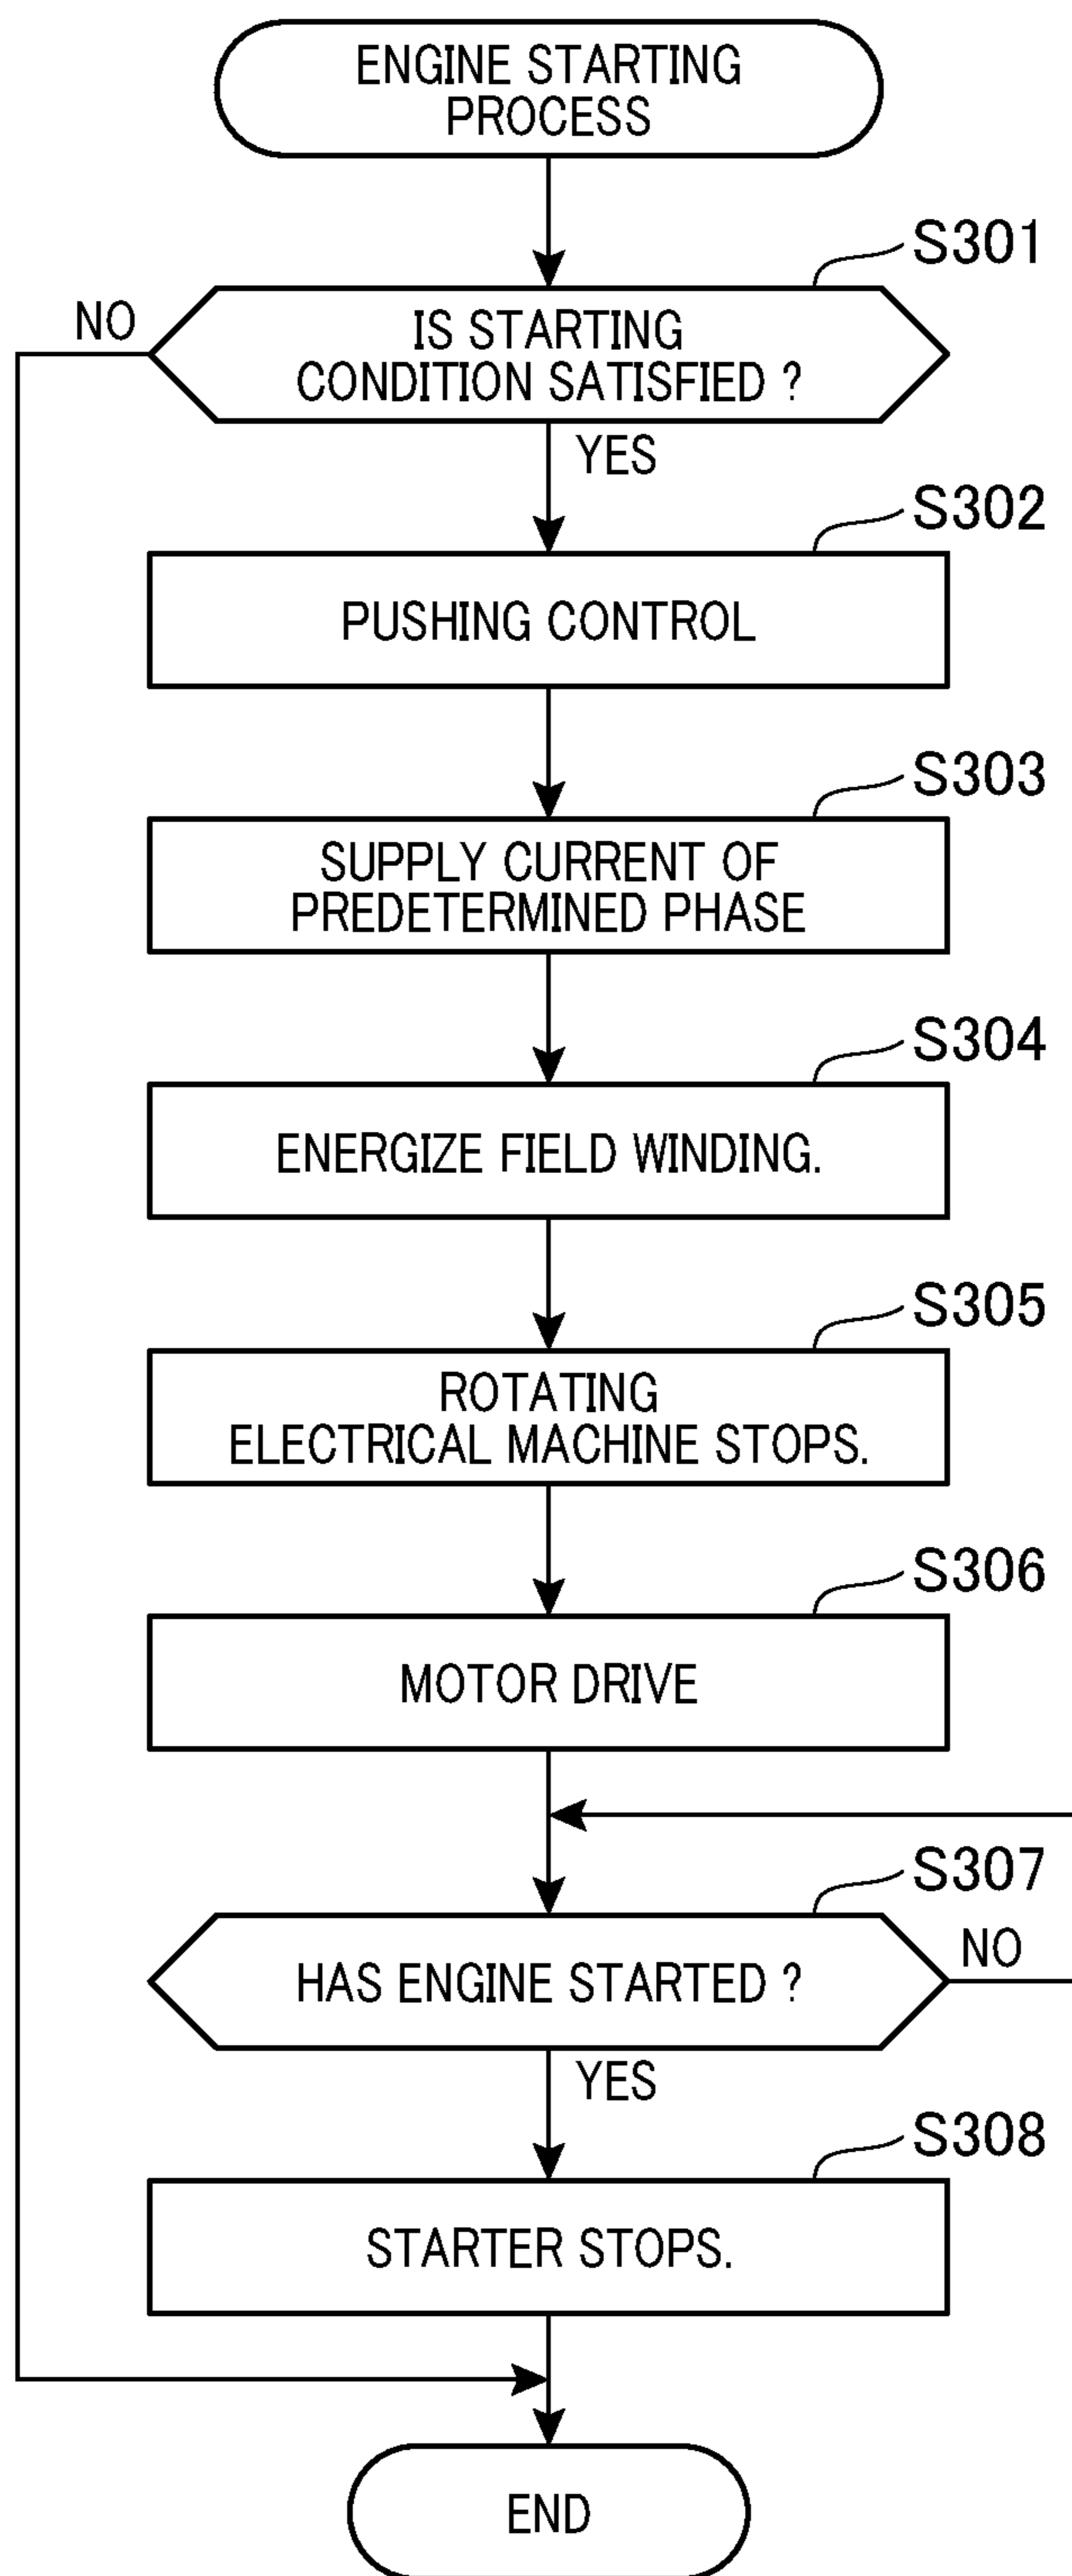 ENGINE STARTING
PROCESS
S301
NO
IS STARTING
CONDITION SATISFIED ?
YES
S302
PUSHING CONTROL
S303
SUPPLY CURRENT OF
PREDETERMINED PHASE
S304
ENERGIZE FIELD WINDING.
S305
ROTATING
ELECTRICAL MACHINE STOPS.
S306
MOTOR DRIVE
S307
HAS ENGINE STARTED ?
NO
YES
S308
STARTER STOPS.
END